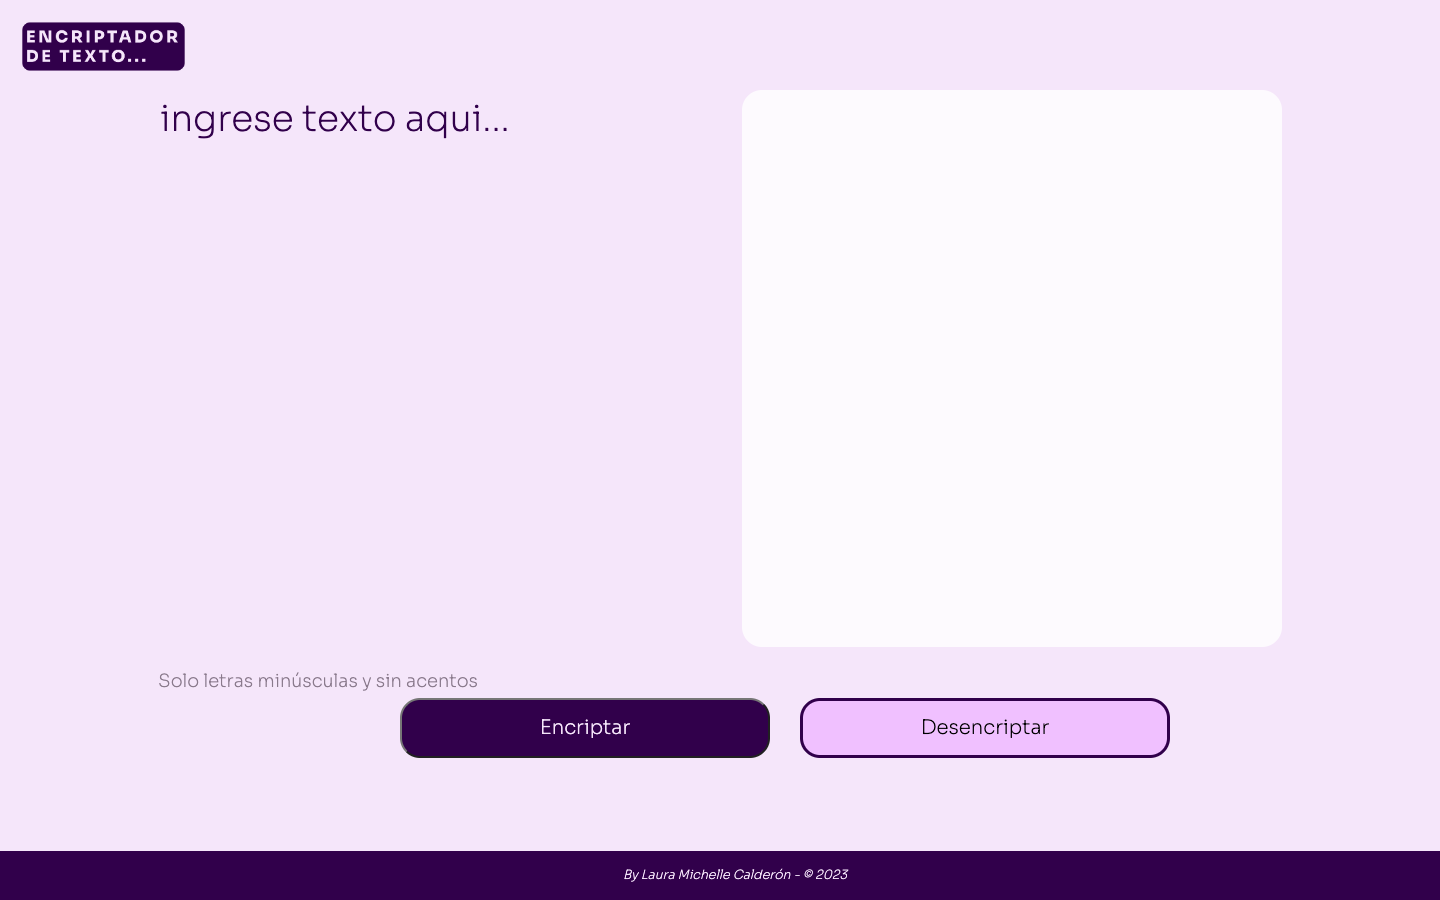 ENCRIPTADOR
DE TEXTO...
ingrese texto aqui...
Solo letras minúsculas y sin acentos
Encriptar
Desencriptar
By Laura Michelle Calderón - © 2023